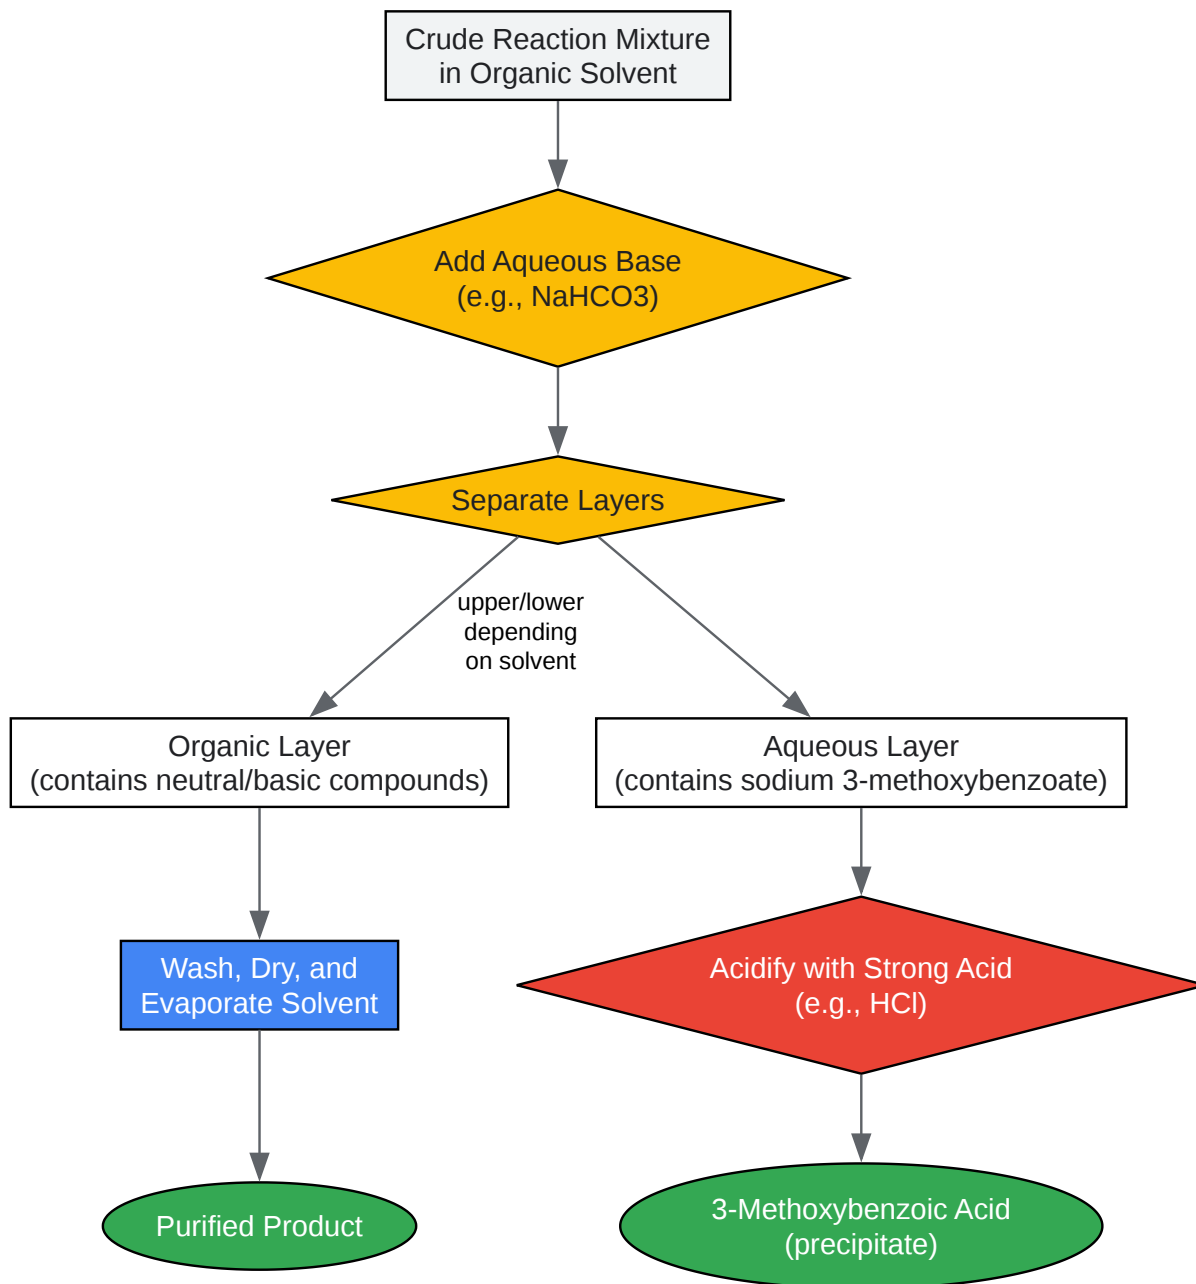 Crude Reaction Mixture
in Organic Solvent
Add Aqueous Base
(e.g., NaHCO3)
Separate Layers
upper/lower
depending
on solvent
Organic Layer
(contains neutral/basic compounds)
Aqueous Layer
(contains sodium 3-methoxybenzoate)
Wash, Dry, and
Evaporate Solvent
Acidify with Strong Acid
(e.g., HCl)
Purified Product
3-Methoxybenzoic Acid
(precipitate)